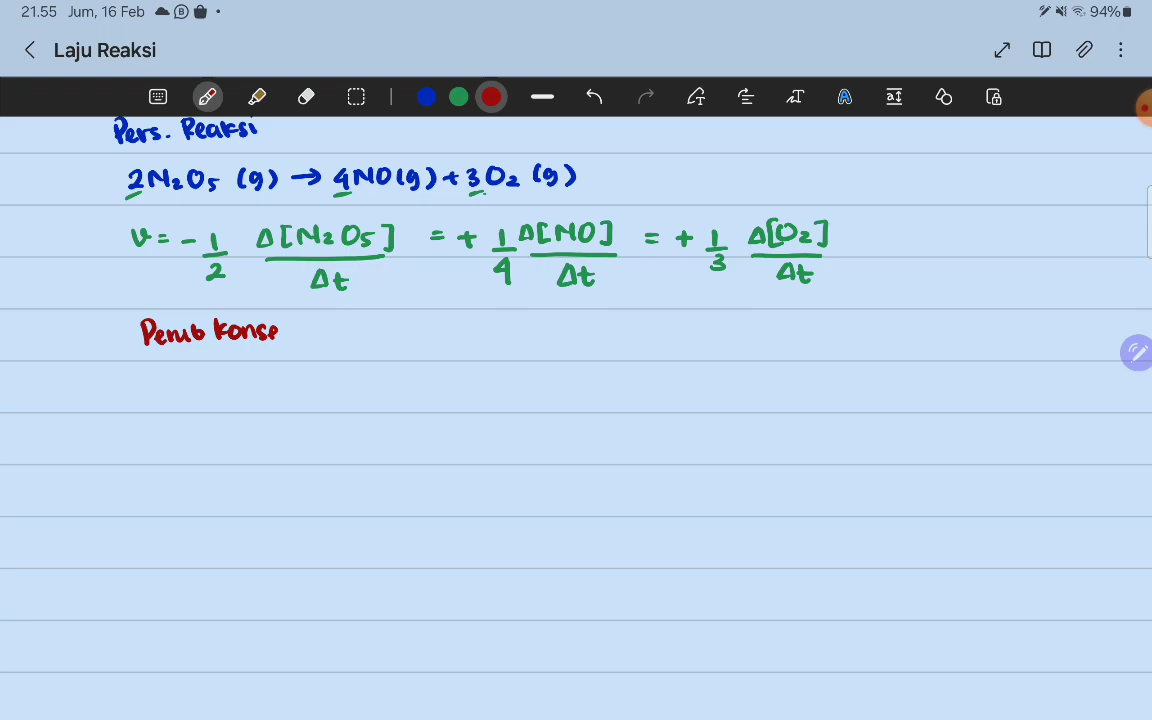 21.55 Jum, 16 Feb 94%
Laju Reaksi
Pers. Reaksi
2N₂O₅ (g) → 4NO(g) + 3O₂ (g)
v = - 1/2 Δ[N₂O₅]/Δt = + 1/4 Δ[NO]/Δt = + 1/3 Δ[O₂]/Δt
Perub Konse